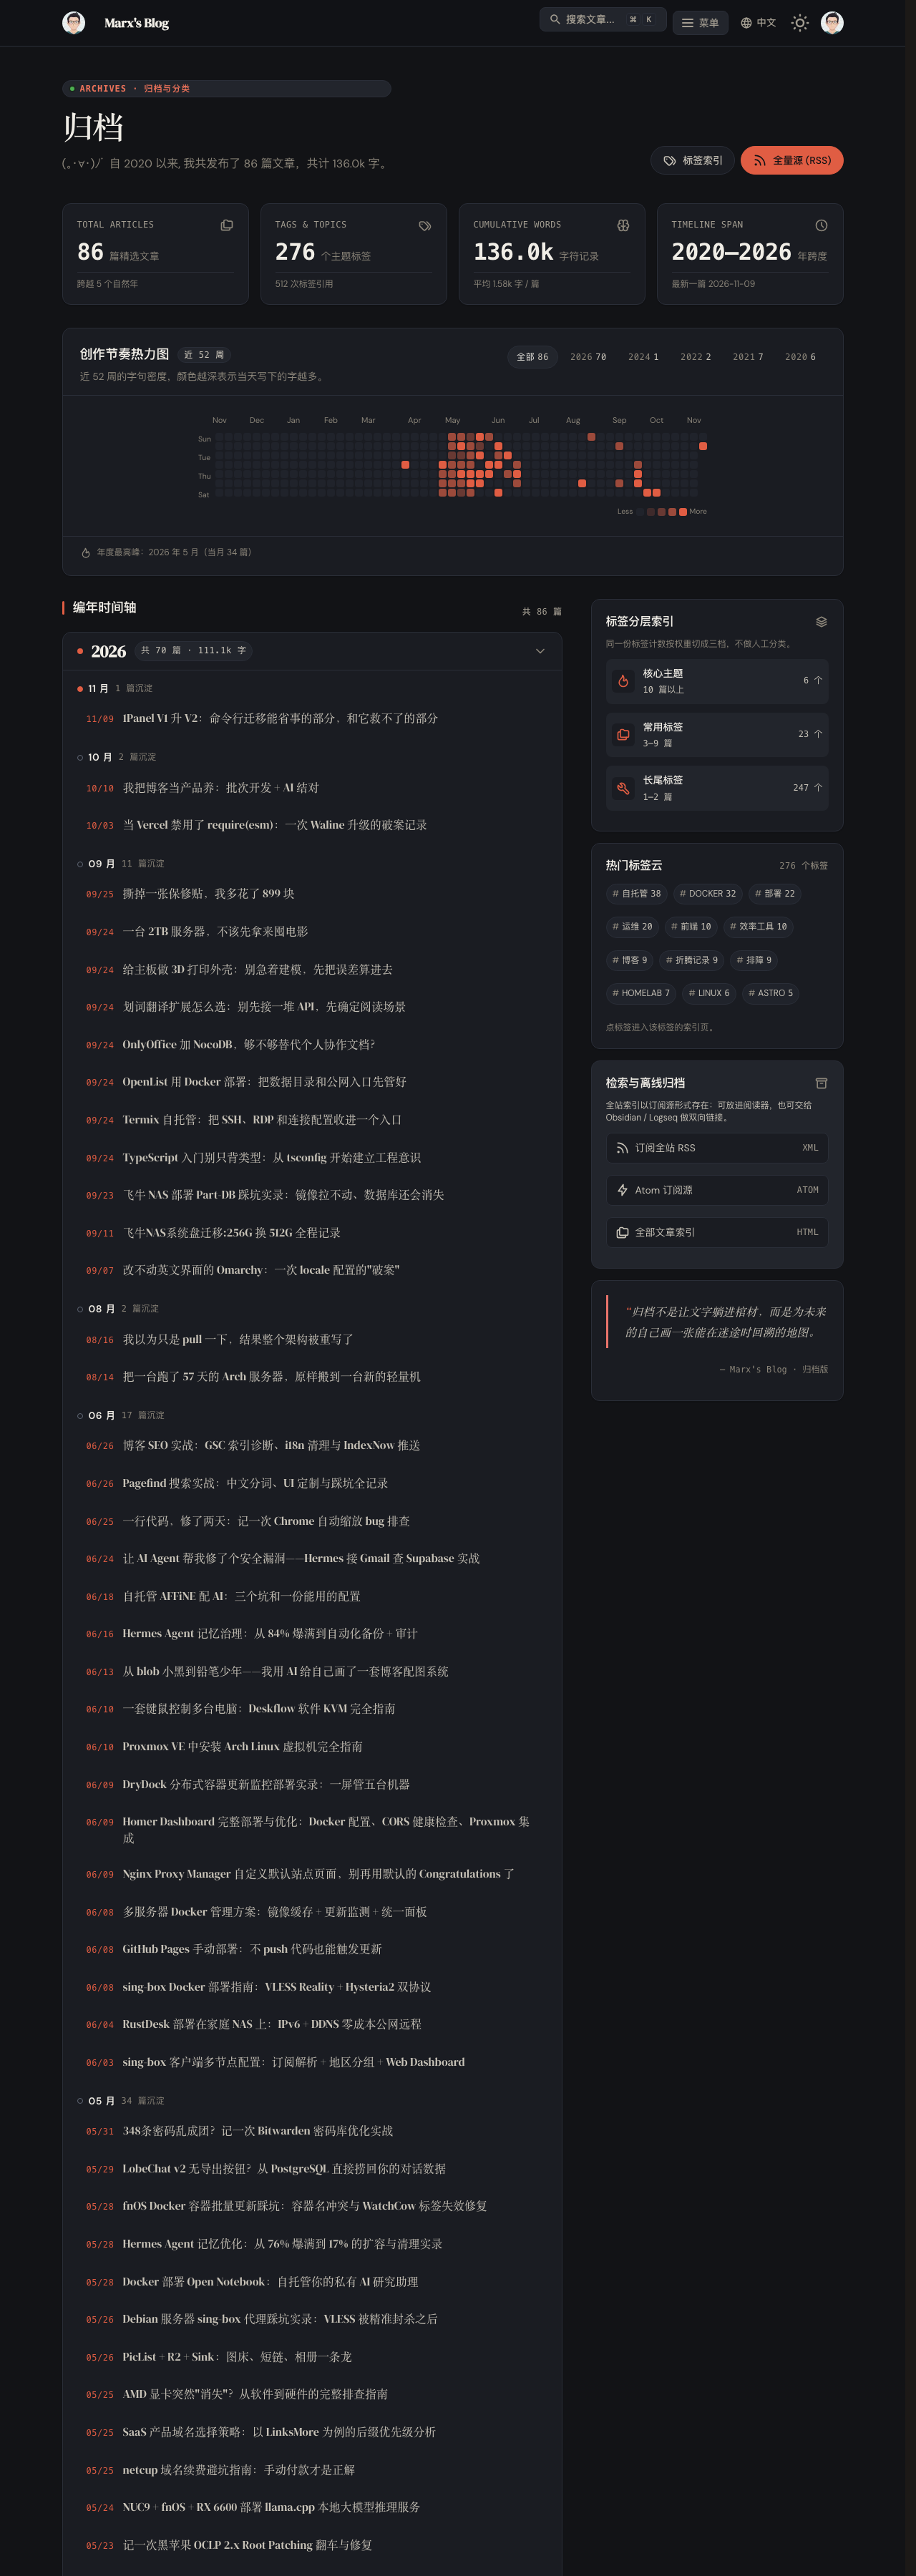 Marx's Blog
搜索文章... ⌘ K
菜单
中文
ARCHIVES · 归档与分类
归档
(｡･∀･)ﾉﾞ 自 2020 以来, 我共发布了 86 篇文章，共计 136.0k 字。
标签索引
全量源 (RSS)
TOTAL ARTICLES
86 篇精选文章
跨越 5 个自然年
TAGS & TOPICS
276 个主题标签
512 次标签引用
CUMULATIVE WORDS
136.0k 字符记录
平均 1.58k 字 / 篇
TIMELINE SPAN
2020—2026 年跨度
最新一篇 2026-11-09
创作节奏热力图 近 52 周
近 52 周的字句密度，颜色越深表示当天写下的字越多。
全部 86 2026 70 2024 1 2022 2 2021 7 2020 6
Nov Dec Jan Feb Mar Apr May Jun Jul Aug Sep Oct Nov
Sun
Tue
Thu
Sat
Less More
年度最高峰：2026 年 5 月（当月 34 篇）
编年时间轴
共 86 篇
2026 共 70 篇 · 111.1k 字
11 月 1 篇沉淀
11/09 1Panel V1 升 V2：命令行迁移能省事的部分，和它救不了的部分
10 月 2 篇沉淀
10/10 我把博客当产品养：批次开发 + AI 结对
10/03 当 Vercel 禁用了 require(esm)：一次 Waline 升级的破案记录
09 月 11 篇沉淀
09/25 撕掉一张保修贴，我多花了 899 块
09/24 一台 2TB 服务器，不该先拿来囤电影
09/24 给主板做 3D 打印外壳：别急着建模，先把误差算进去
09/24 划词翻译扩展怎么选：别先接一堆 API，先确定阅读场景
09/24 OnlyOffice 加 NocoDB，够不够替代个人协作文档？
09/24 OpenList 用 Docker 部署：把数据目录和公网入口先管好
09/24 Termix 自托管：把 SSH、RDP 和连接配置收进一个入口
09/24 TypeScript 入门别只背类型：从 tsconfig 开始建立工程意识
09/23 飞牛 NAS 部署 Part-DB 踩坑实录：镜像拉不动、数据库还会消失
09/11 飞牛NAS系统盘迁移:256G 换 512G 全程记录
09/07 改不动英文界面的 Omarchy：一次 locale 配置的"破案"
08 月 2 篇沉淀
08/16 我以为只是 pull 一下，结果整个架构被重写了
08/14 把一台跑了 57 天的 Arch 服务器，原样搬到一台新的轻量机
06 月 17 篇沉淀
06/26 博客 SEO 实战：GSC 索引诊断、i18n 清理与 IndexNow 推送
06/26 Pagefind 搜索实战：中文分词、UI 定制与踩坑全记录
06/25 一行代码，修了两天：记一次 Chrome 自动缩放 bug 排查
06/24 让 AI Agent 帮我修了个安全漏洞——Hermes 接 Gmail 查 Supabase 实战
06/18 自托管 AFFiNE 配 AI：三个坑和一份能用的配置
06/16 Hermes Agent 记忆治理：从 84% 爆满到自动化备份 + 审计
06/13 从 blob 小黑到铅笔少年——我用 AI 给自己画了一套博客配图系统
06/10 一套键鼠控制多台电脑：Deskflow 软件 KVM 完全指南
06/10 Proxmox VE 中安装 Arch Linux 虚拟机完全指南
06/09 DryDock 分布式容器更新监控部署实录：一屏管五台机器
06/09 Homer Dashboard 完整部署与优化：Docker 配置、CORS 健康检查、Proxmox 集
成
06/09 Nginx Proxy Manager 自定义默认站点页面，别再用默认的 Congratulations 了
06/08 多服务器 Docker 管理方案：镜像缓存 + 更新监测 + 统一面板
06/08 GitHub Pages 手动部署：不 push 代码也能触发更新
06/08 sing-box Docker 部署指南：VLESS Reality + Hysteria2 双协议
06/04 RustDesk 部署在家庭 NAS 上：IPv6 + DDNS 零成本公网远程
06/03 sing-box 客户端多节点配置：订阅解析 + 地区分组 + Web Dashboard
05 月 34 篇沉淀
05/31 348条密码乱成团？记一次 Bitwarden 密码库优化实战
05/29 LobeChat v2 无导出按钮？从 PostgreSQL 直接捞回你的对话数据
05/28 fnOS Docker 容器批量更新踩坑：容器名冲突与 WatchCow 标签失效修复
05/28 Hermes Agent 记忆优化：从 76% 爆满到 17% 的扩容与清理实录
05/28 Docker 部署 Open Notebook：自托管你的私有 AI 研究助理
05/26 Debian 服务器 sing-box 代理踩坑实录：VLESS 被精准封杀之后
05/26 PicList + R2 + Sink：图床、短链、相册一条龙
05/25 AMD 显卡突然"消失"？从软件到硬件的完整排查指南
05/25 SaaS 产品域名选择策略：以 LinksMore 为例的后缀优先级分析
05/25 netcup 域名续费避坑指南：手动付款才是正解
05/24 NUC9 + fnOS + RX 6600 部署 llama.cpp 本地大模型推理服务
05/23 记一次黑苹果 OCLP 2.x Root Patching 翻车与修复
标签分层索引
同一份标签计数按权重切成三档，不做人工分类。
核心主题
10 篇以上
6 个
常用标签
3—9 篇
23 个
长尾标签
1—2 篇
247 个
热门标签云
276 个标签
# 自托管 38 # DOCKER 32 # 部署 22
# 运维 20 # 前端 10 # 效率工具 10
# 博客 9 # 折腾记录 9 # 排障 9
# HOMELAB 7 # LINUX 6 # ASTRO 5
点标签进入该标签的索引页。
检索与离线归档
全站索引以订阅源形式存在：可放进阅读器，也可交给
Obsidian / Logseq 做双向链接。
订阅全站 RSS XML
Atom 订阅源 ATOM
全部文章索引 HTML
“归档不是让文字躺进棺材，而是为未来
的自己画一张能在迷途时回溯的地图。
— Marx's Blog · 归档版